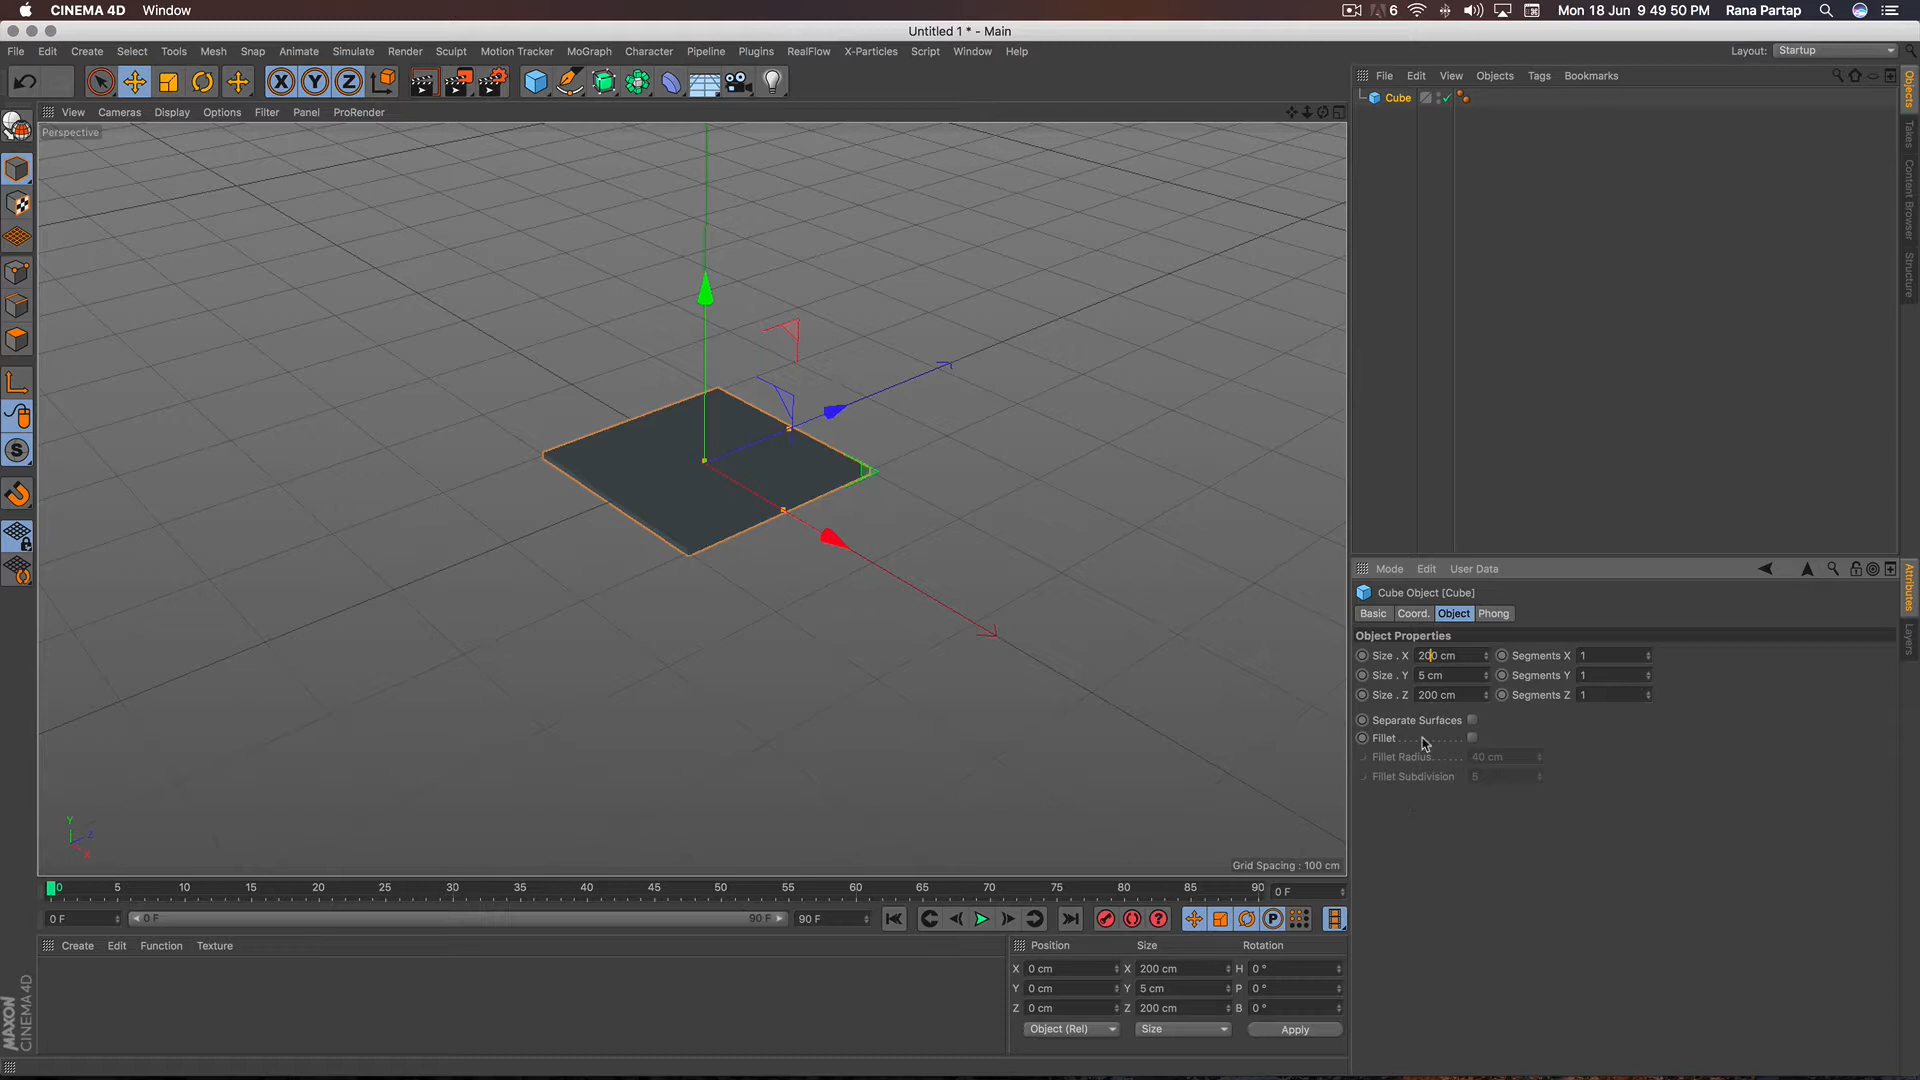 CINEMA 4D Window 6 Mon 18 Jun 9 49 50 PM Rana Partap
Untitled 1 * - Main
File Edit Create Select Tools Mesh Snap Animate Simulate Render Sculpt Motion Tracker MoGraph Character Pipeline Plugins RealFlow X-Particles Script Window Help Layout: Startup
X Y Z
File Edit View Objects Tags Bookmarks
Cube
View Cameras Display Options Filter Panel ProRender
Perspective
Objects
Takes
Content Browser
Structure
Mode Edit User Data
Cube Object [Cube]
Basic Coord. Object Phong
Object Properties
Size . X 200 cm Segments X 1
Size . Y 5 cm Segments Y 1
Size . Z 200 cm Segments Z 1
Separate Surfaces
Fillet . . . . . . . . . . .
Fillet Radius. . . . . . 40 cm
Fillet Subdivision 5
Attributes
Layers
Y
Z
X
Grid Spacing : 100 cm
0 5 10 15 20 25 30 35 40 45 50 55 60 65 70 75 80 85 90 0 F
0 F 0 F 90 F 90 F
Create Edit Function Texture
Position Size Rotation
X 0 cm X 200 cm H 0 °
Y 0 cm Y 5 cm P 0 °
Z 0 cm Z 200 cm B 0 °
Object (Rel) Size Apply
MAXON
CINEMA 4D